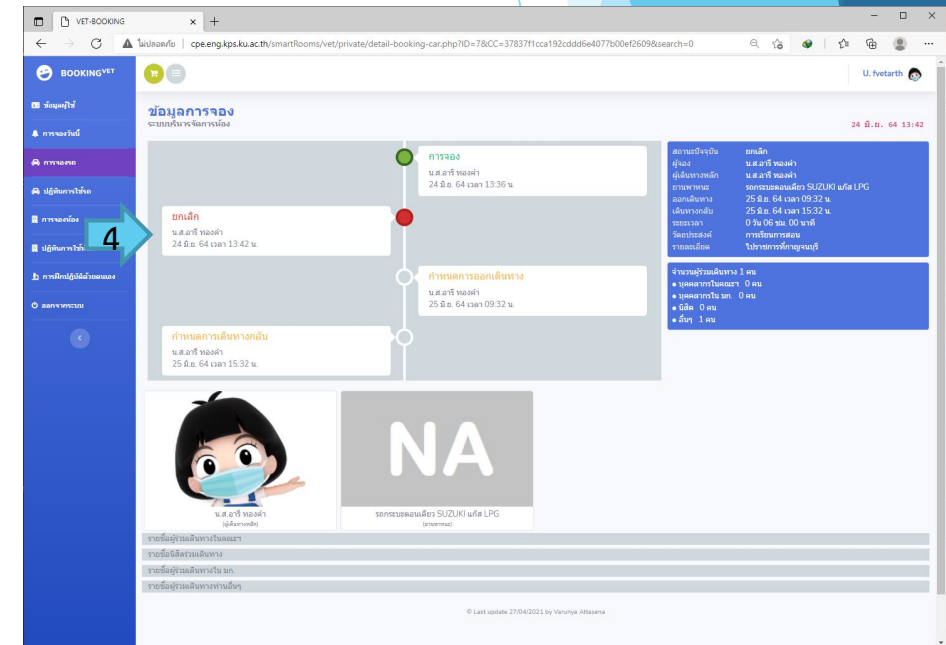 VET-BOOKING
ไม่ปลอดภัย | cpe.eng.kps.ku.ac.th/smartRooms/vet/private/detail-booking-car.php?ID=7&CC=37837f1cca192cddd6e4077b00ef2609&search=0
BOOKINGVET
U. fvetarth
ข้อมูลผู้ใช้
การจองวันนี้
การจองรถ
ปฏิทินการใช้รถ
การจองห้อง
ปฏิทินการใช้
การฝึกปฏิบัติด้วยตนเอง
ออกจากระบบ
4
ข้อมูลการจอง
ระบบบริหารจัดการห้อง
24 มิ.ย. 64 13:42
การจอง
น.ส.อารี ทองคำ
24 มิ.ย. 64 เวลา 13:36 น.
ยกเลิก
น.ส.อารี ทองคำ
24 มิ.ย. 64 เวลา 13:42 น.
กำหนดการออกเดินทาง
น.ส.อารี ทองคำ
25 มิ.ย. 64 เวลา 09:32 น.
กำหนดการเดินทางกลับ
น.ส.อารี ทองคำ
25 มิ.ย. 64 เวลา 15:32 น.
สถานะปัจจุบัน ยกเลิก
ผู้จอง น.ส.อารี ทองคำ
ผู้เดินทางหลัก น.ส.อารี ทองคำ
ยานพาหนะ รถกระบะตอนเดียว SUZUKI แก๊ส LPG
ออกเดินทาง 25 มิ.ย. 64 เวลา 09:32 น.
เดินทางกลับ 25 มิ.ย. 64 เวลา 15:32 น.
ระยะเวลา 0 วัน 06 ชม. 00 นาที
วัตถุประสงค์ การเรียนการสอน
รายละเอียด ไปราชการที่กาญจนบุรี
จำนวนผู้ร่วมเดินทาง 1 คน
• บุคคลากรในคณะฯ 0 คน
• บุคคลากรใน มก. 0 คน
• นิสิต 0 คน
• อื่นๆ 1 คน
NA
น.ส.อารี ทองคำ
(ผู้เดินทางหลัก)
รถกระบะตอนเดียว SUZUKI แก๊ส LPG
(ยานพาหนะ)
รายชื่อผู้ร่วมเดินทางในคณะฯ
รายชื่อนิสิตร่วมเดินทาง
รายชื่อผู้ร่วมเดินทางใน มก.
รายชื่อผู้ร่วมเดินทางท่านอื่นๆ
© Last update 27/04/2021 by Varunya Attasena